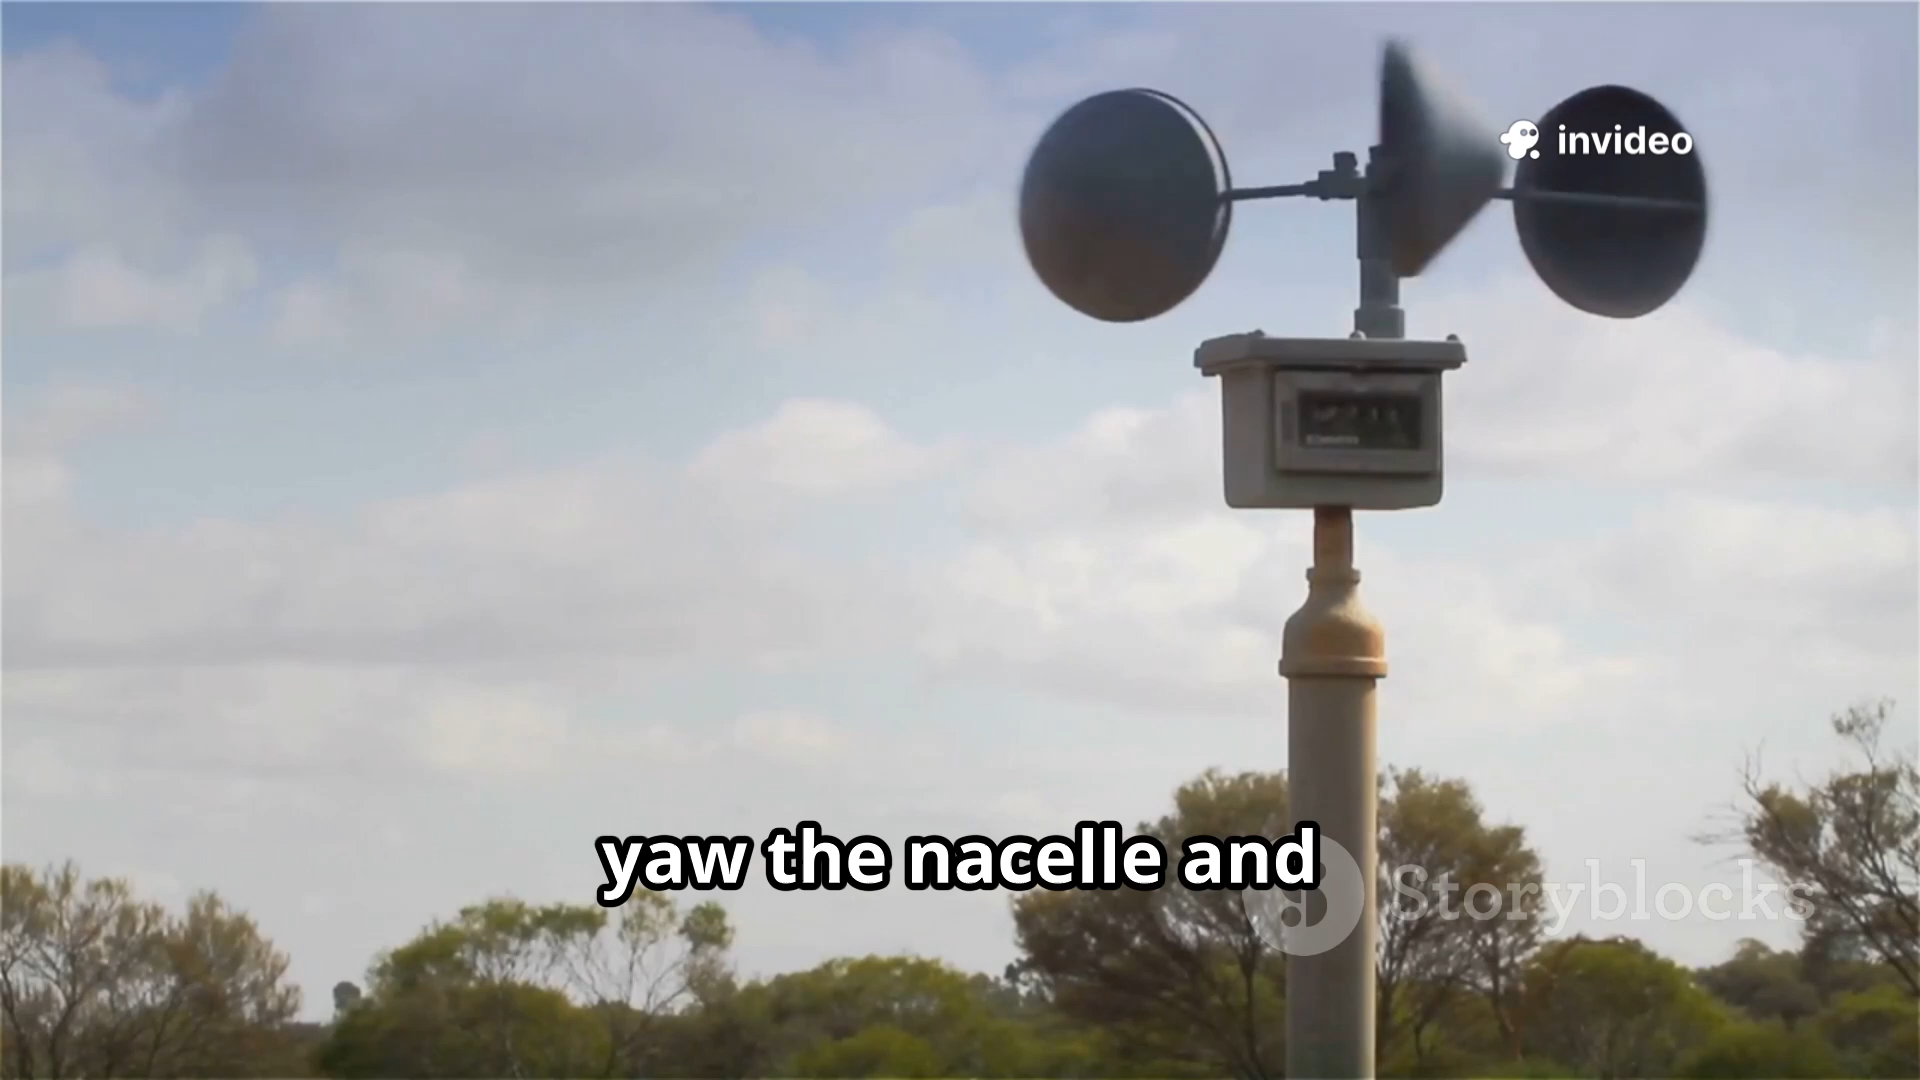 invideo
yaw the nacelle and
Storyblocks